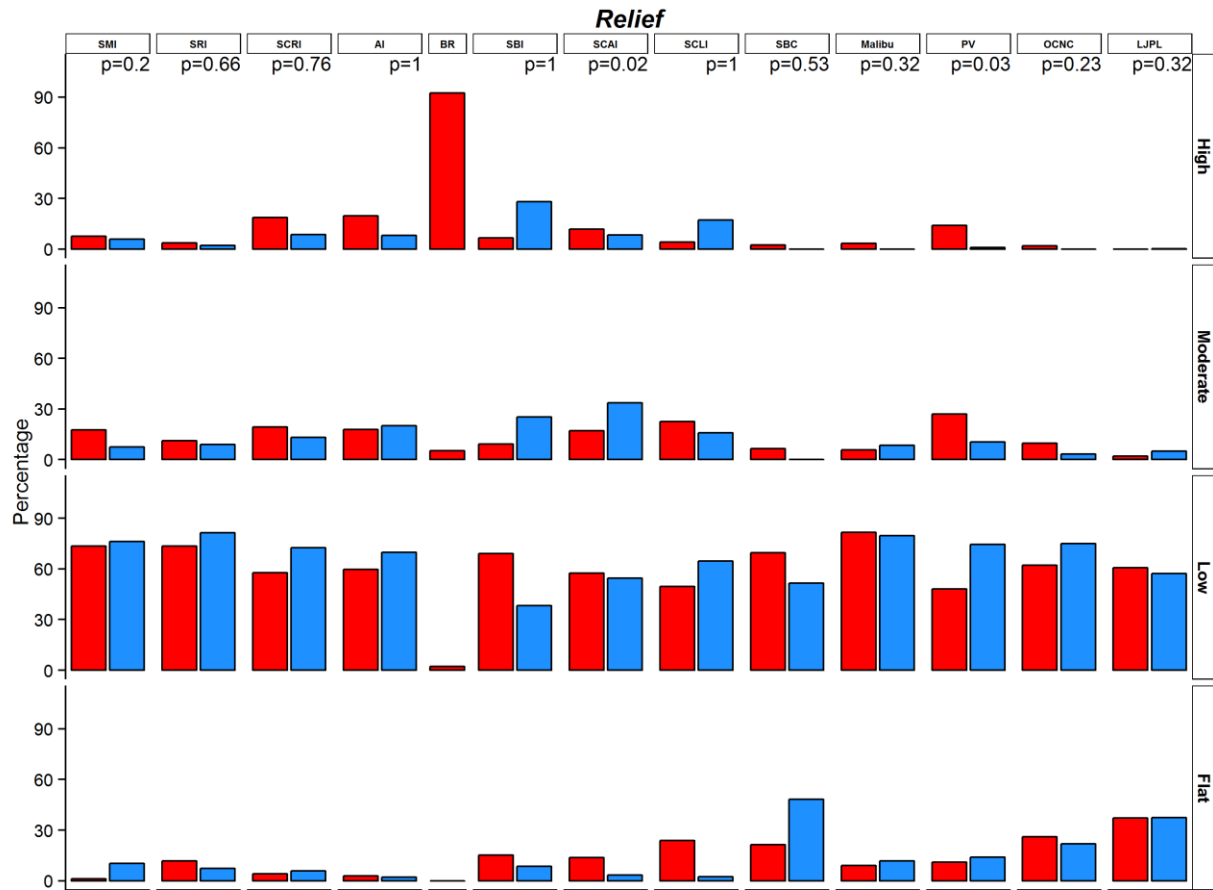 Relief
SMI SRI SCRI AI BR SBI SCAI SCLI SBC Malibu PV OCNC LJPL
p=0.2 p=0.66 p=0.76 p=1 p=1 p=0.02 p=1 p=0.53 p=0.32 p=0.03 p=0.23 p=0.32
90
60
30
0
High
90
60
30
0
Moderate
Percentage
90
60
30
0
Low
90
60
30
0
Flat